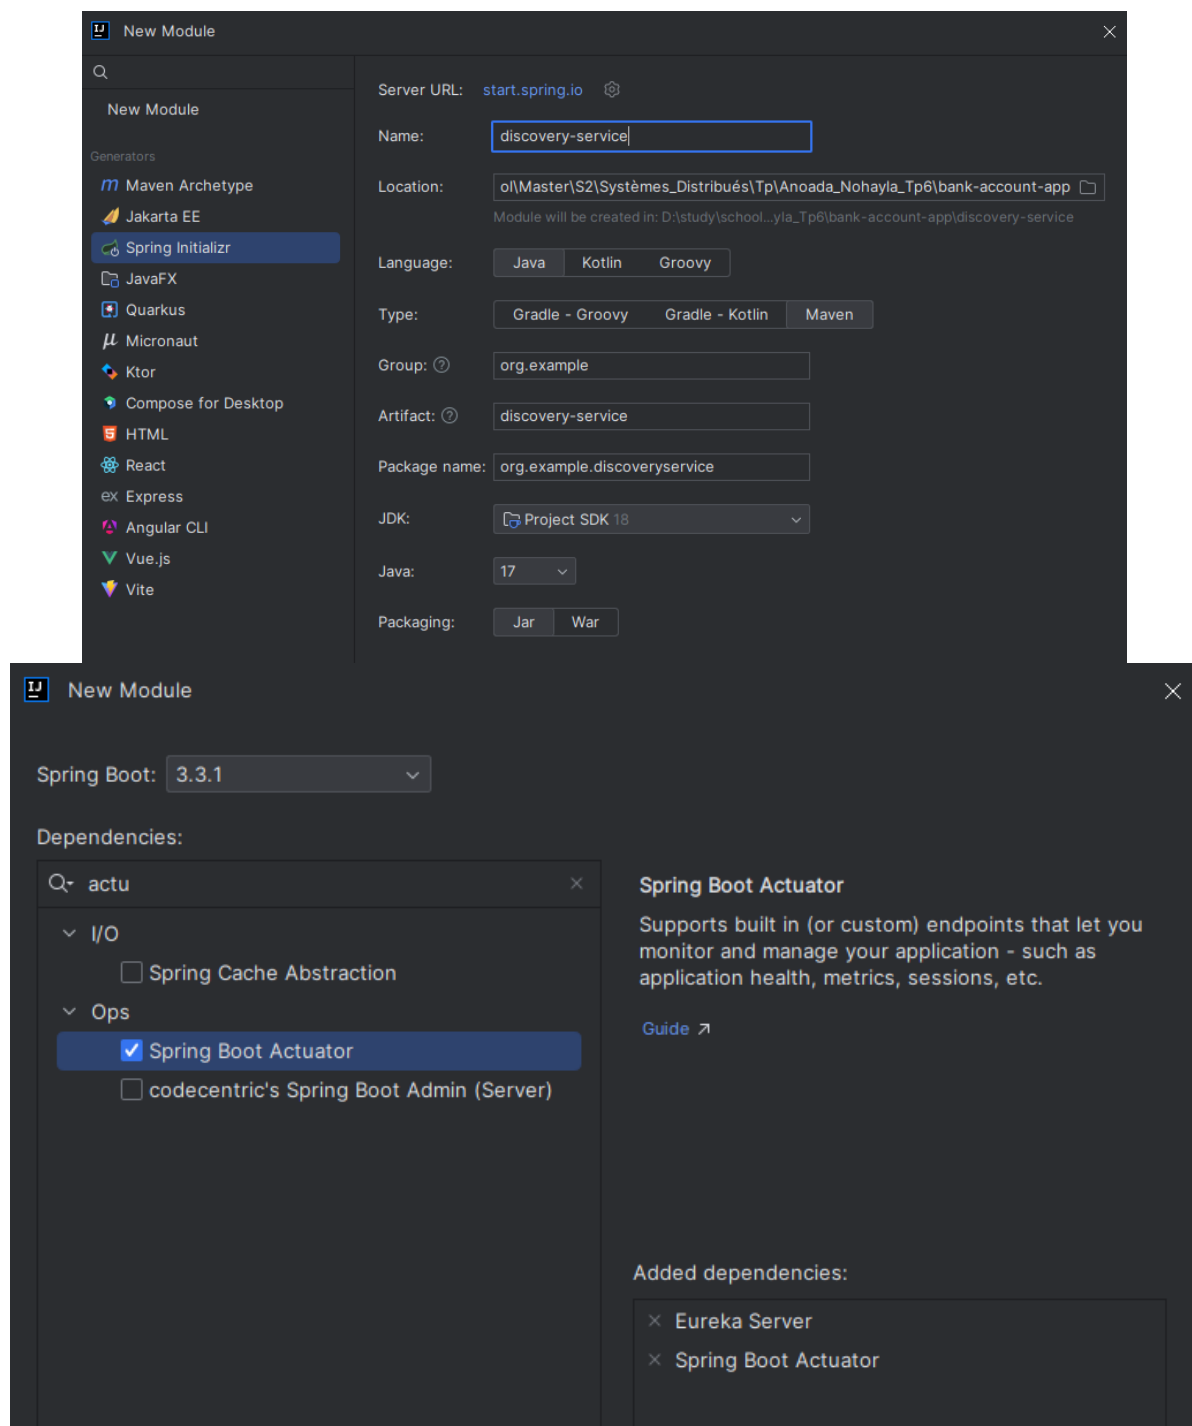 New Module
New Module
Generators
Maven Archetype
Jakarta EE
Spring Initializr
JavaFX
Quarkus
Micronaut
Ktor
Compose for Desktop
HTML
React
ex Express
Angular CLI
Vue.js
Vite
Server URL: start.spring.io
Name: discovery-service
Location: ol\Master\S2\Systèmes_Distribués\Tp\Anoada_Nohayla_Tp6\bank-account-app
Module will be created in: D:\study\school...yla_Tp6\bank-account-app\discovery-service
Language: Java Kotlin Groovy
Type: Gradle - Groovy Gradle - Kotlin Maven
Group: org.example
Artifact: discovery-service
Package name: org.example.discoveryservice
JDK: Project SDK 18
Java: 17
Packaging: Jar War
New Module
Spring Boot: 3.3.1
Dependencies:
actu
I/O
Spring Cache Abstraction
Ops
Spring Boot Actuator
codecentric's Spring Boot Admin (Server)
Spring Boot Actuator
Supports built in (or custom) endpoints that let you
monitor and manage your application - such as
application health, metrics, sessions, etc.
Guide ↗
Added dependencies:
Eureka Server
Spring Boot Actuator